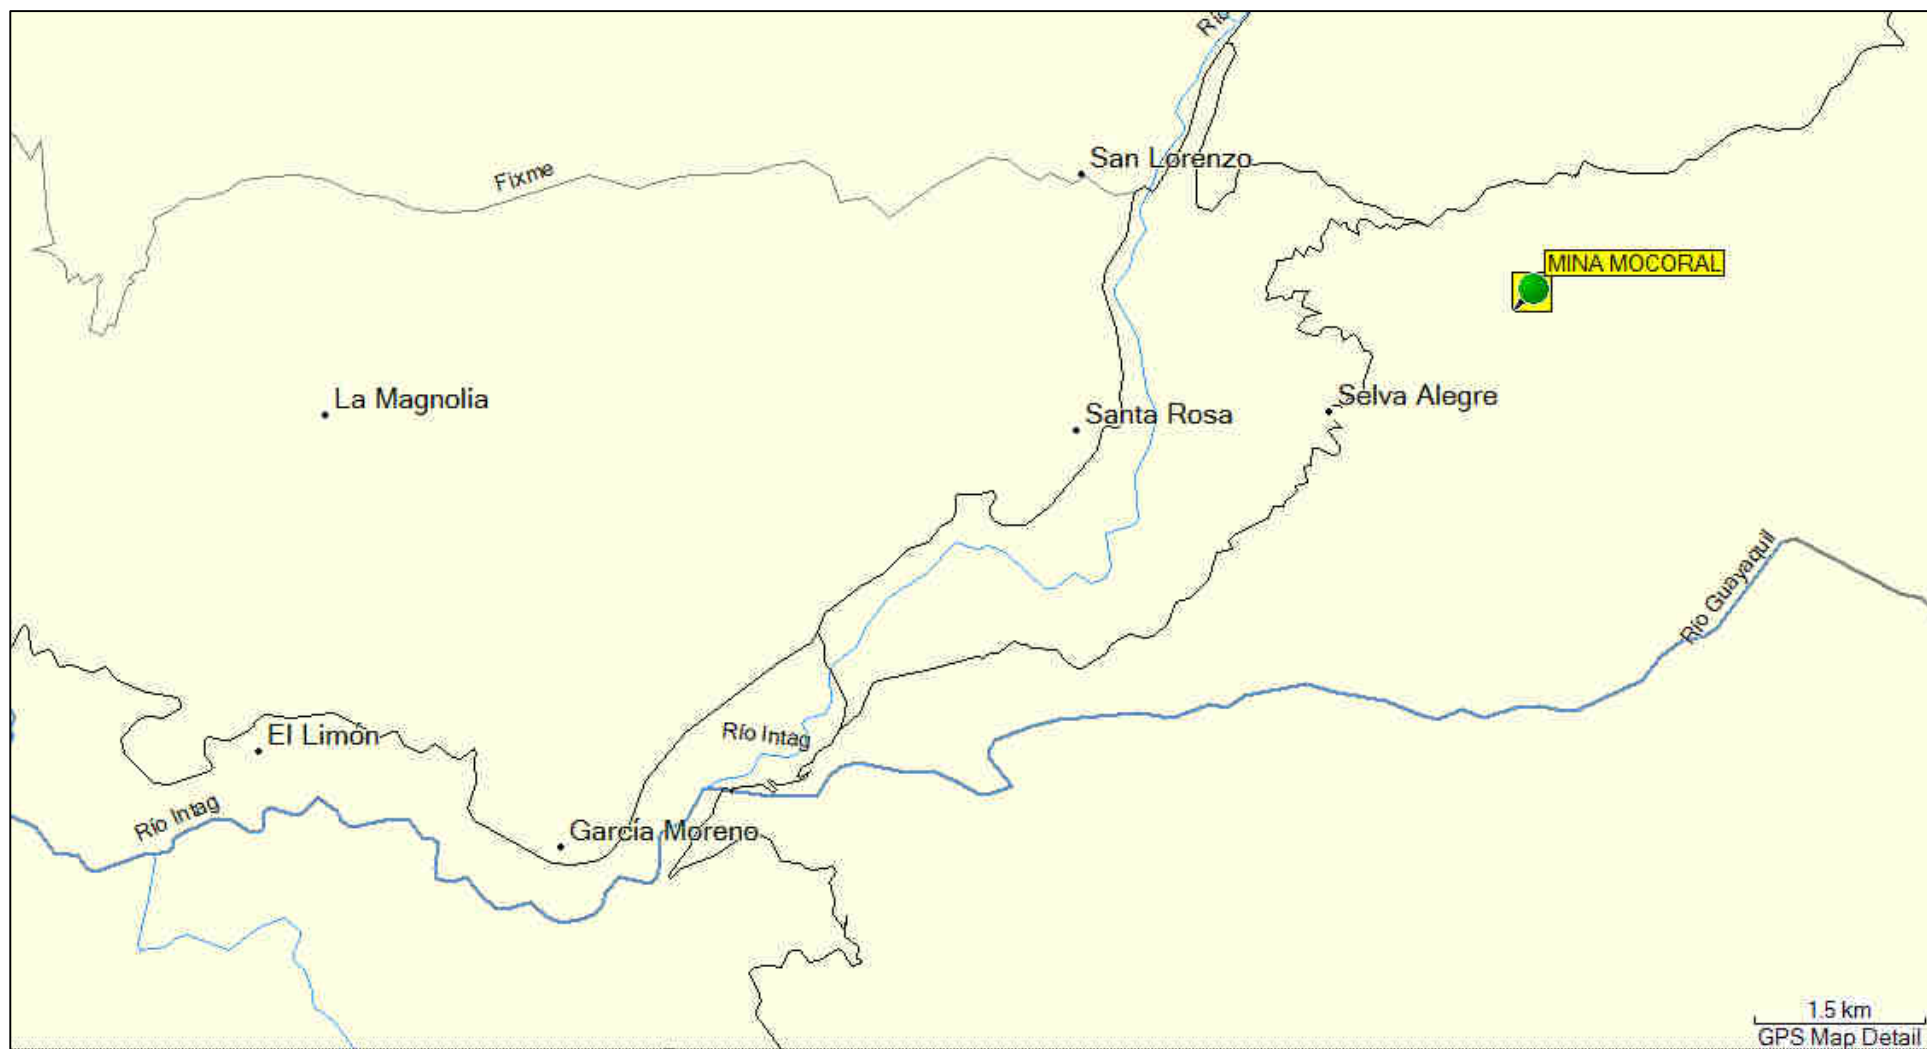 Río
San Lorenzo
Fixme
MINA MOCORAL
La Magnolia
Santa Rosa
Selva Alegre
Río Guayaquil
El Limón
Río Intag
Río Intag
García Moreno
1.5 km
GPS Map Detail